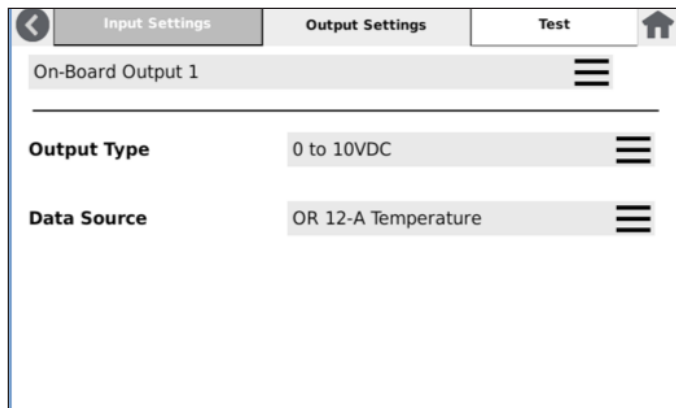 Input Settings
Output Settings
Test
On-Board Output 1
Output Type
0 to 10VDC
Data Source
OR 12-A Temperature